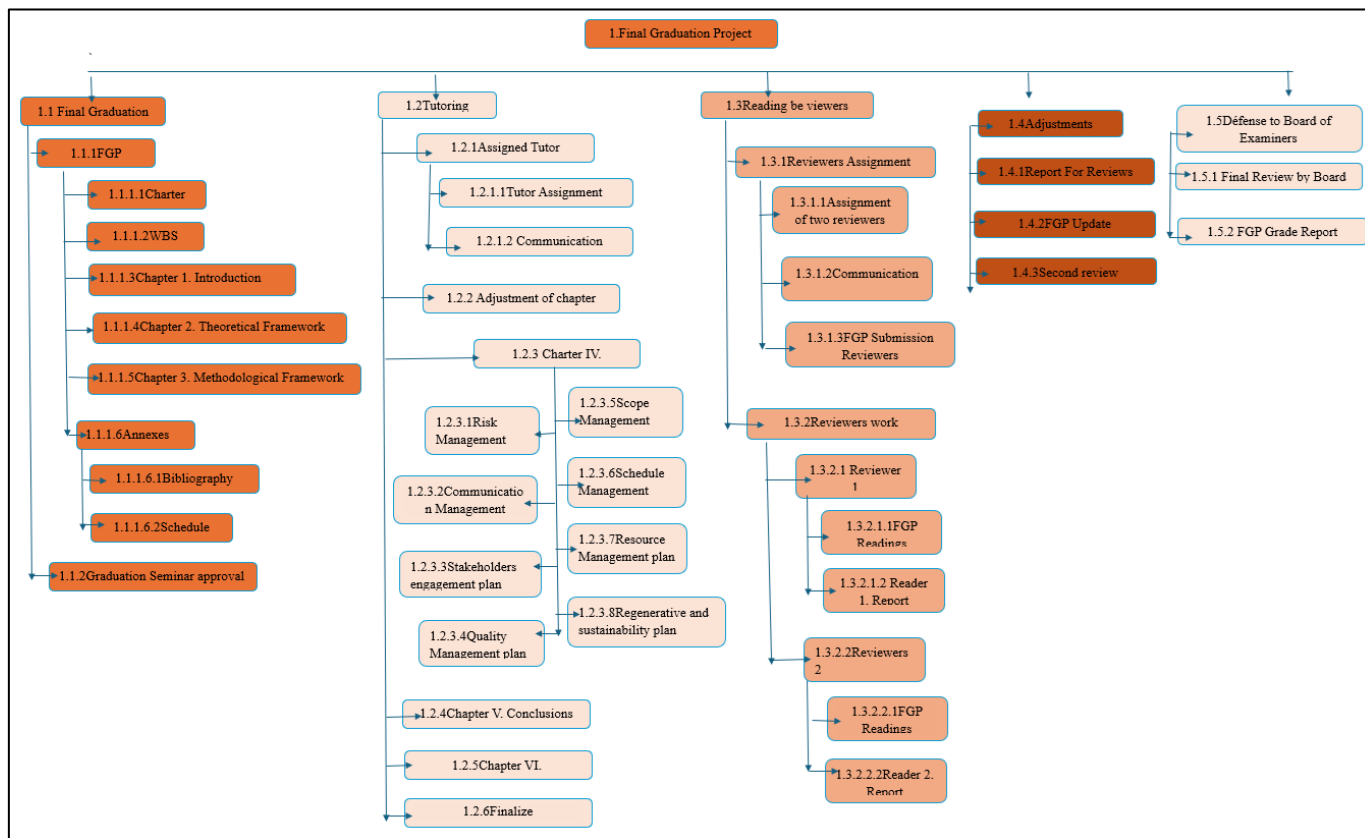 1.Final Graduation Project
1.1 Final Graduation
1.1.1FGP
1.1.1.1Charter
1.1.1.2WBS
1.1.1.3Chapter 1. Introduction
1.1.1.4Chapter 2. Theoretical Framework
1.1.1.5Chapter 3. Methodological Framework
1.1.1.6Annexes
1.1.1.6.1Bibliography
1.1.1.6.2Schedule
1.1.2Graduation Seminar approval
1.2Tutoring
1.2.1Assigned Tutor
1.2.1.1Tutor Assignment
1.2.1.2 Communication
1.2.2 Adjustment of chapter
1.2.3 Charter IV.
1.2.3.1Risk
Management
1.2.3.2Communicatio
n Management
1.2.3.3Stakeholders
engagement plan
1.2.3.4Quality
Management plan
1.2.3.5Scope
Management
1.2.3.6Schedule
Management
1.2.3.7Resource
Management plan
1.2.3.8Regenerative and
sustainability plan
1.2.4Chapter V. Conclusions
1.2.5Chapter VI.
1.2.6Finalize
1.3Reading be viewers
1.3.1Reviewers Assignment
1.3.1.1Assignment
of two reviewers
1.3.1.2Communication
1.3.1.3FGP Submission
Reviewers
1.3.2Reviewers work
1.3.2.1 Reviewer
1
1.3.2.1.1FGP
Readings
1.3.2.1.2 Reader
1. Report
1.3.2.2Reviewers
2
1.3.2.2.1FGP
Readings
1.3.2.2.2Reader 2.
Report
1.4Adjustments
1.4.1Report For Reviews
1.4.2FGP Update
1.4.3Second review
1.5Défense to Board of
Examiners
1.5.1 Final Review by Board
1.5.2 FGP Grade Report